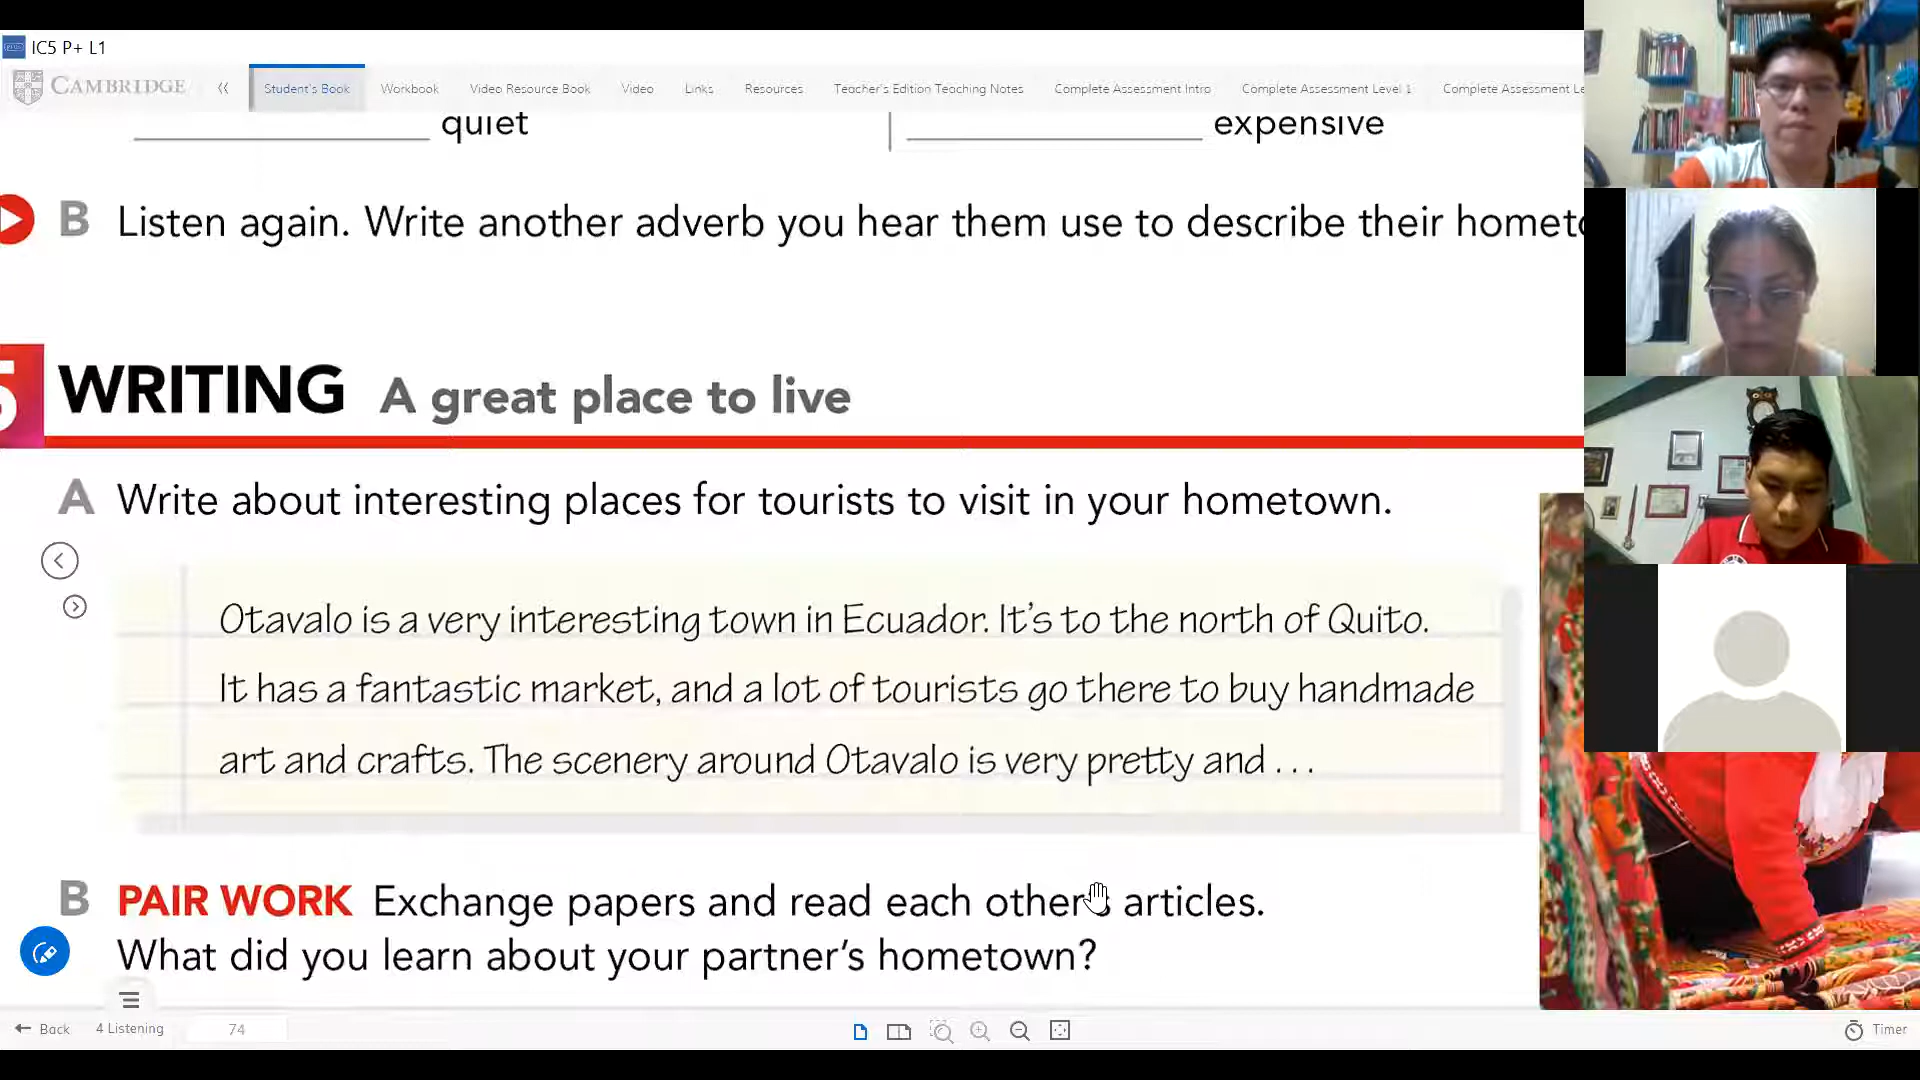 IC5 P+ L1
CAMBRIDGE
Student's Book Workbook Video Resource Book Video Links Resources Teacher's Edition Teaching Notes Complete Assessment Intro Complete Assessment Level 1 Complete Assessment Le
quiet expensive
B Listen again. Write another adverb you hear them use to describe their hometo
5 WRITING A great place to live
A Write about interesting places for tourists to visit in your hometown.
Otavalo is a very interesting town in Ecuador. It's to the north of Quito.
It has a fantastic market, and a lot of tourists go there to buy handmade
art and crafts. The scenery around Otavalo is very pretty and . . .
B PAIR WORK Exchange papers and read each other's articles.
What did you learn about your partner's hometown?
Back 4 Listening 74 Timer